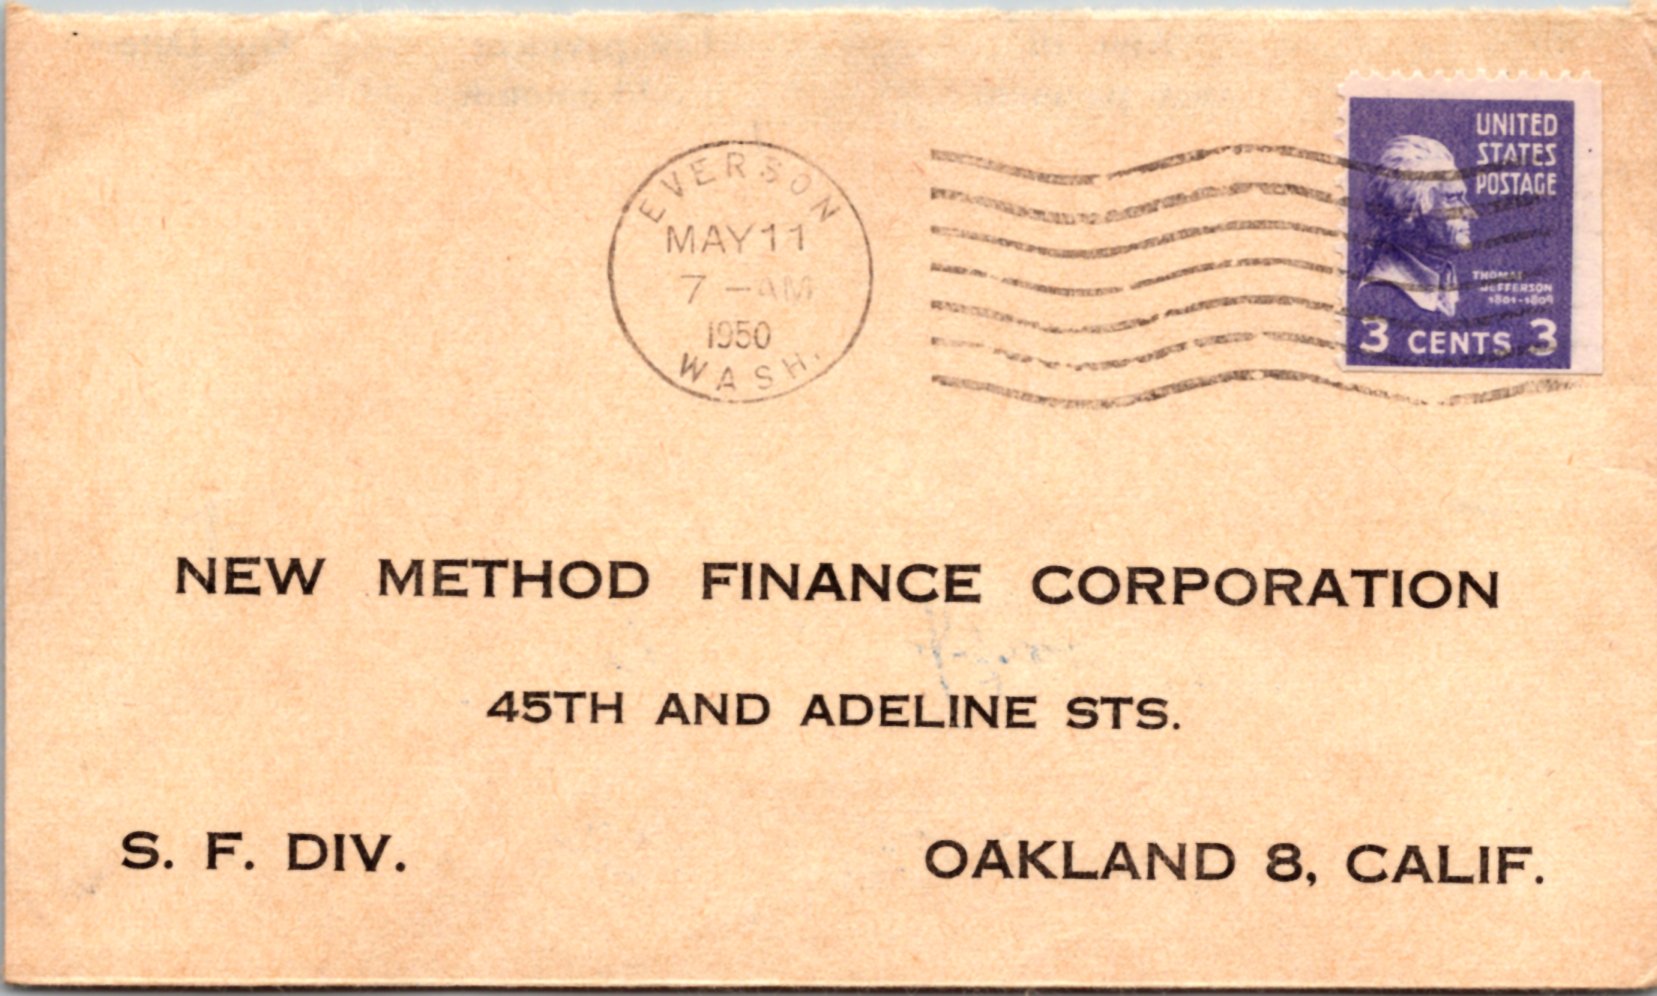 EVERSON
MAY 11
7 - AM
1950
WASH.
UNITED
STATES
POSTAGE
THOMAS
JEFFERSON
1801-1809
3 CENTS 3
NEW METHOD FINANCE CORPORATION
45TH AND ADELINE STS.
S. F. DIV.
OAKLAND 8, CALIF.